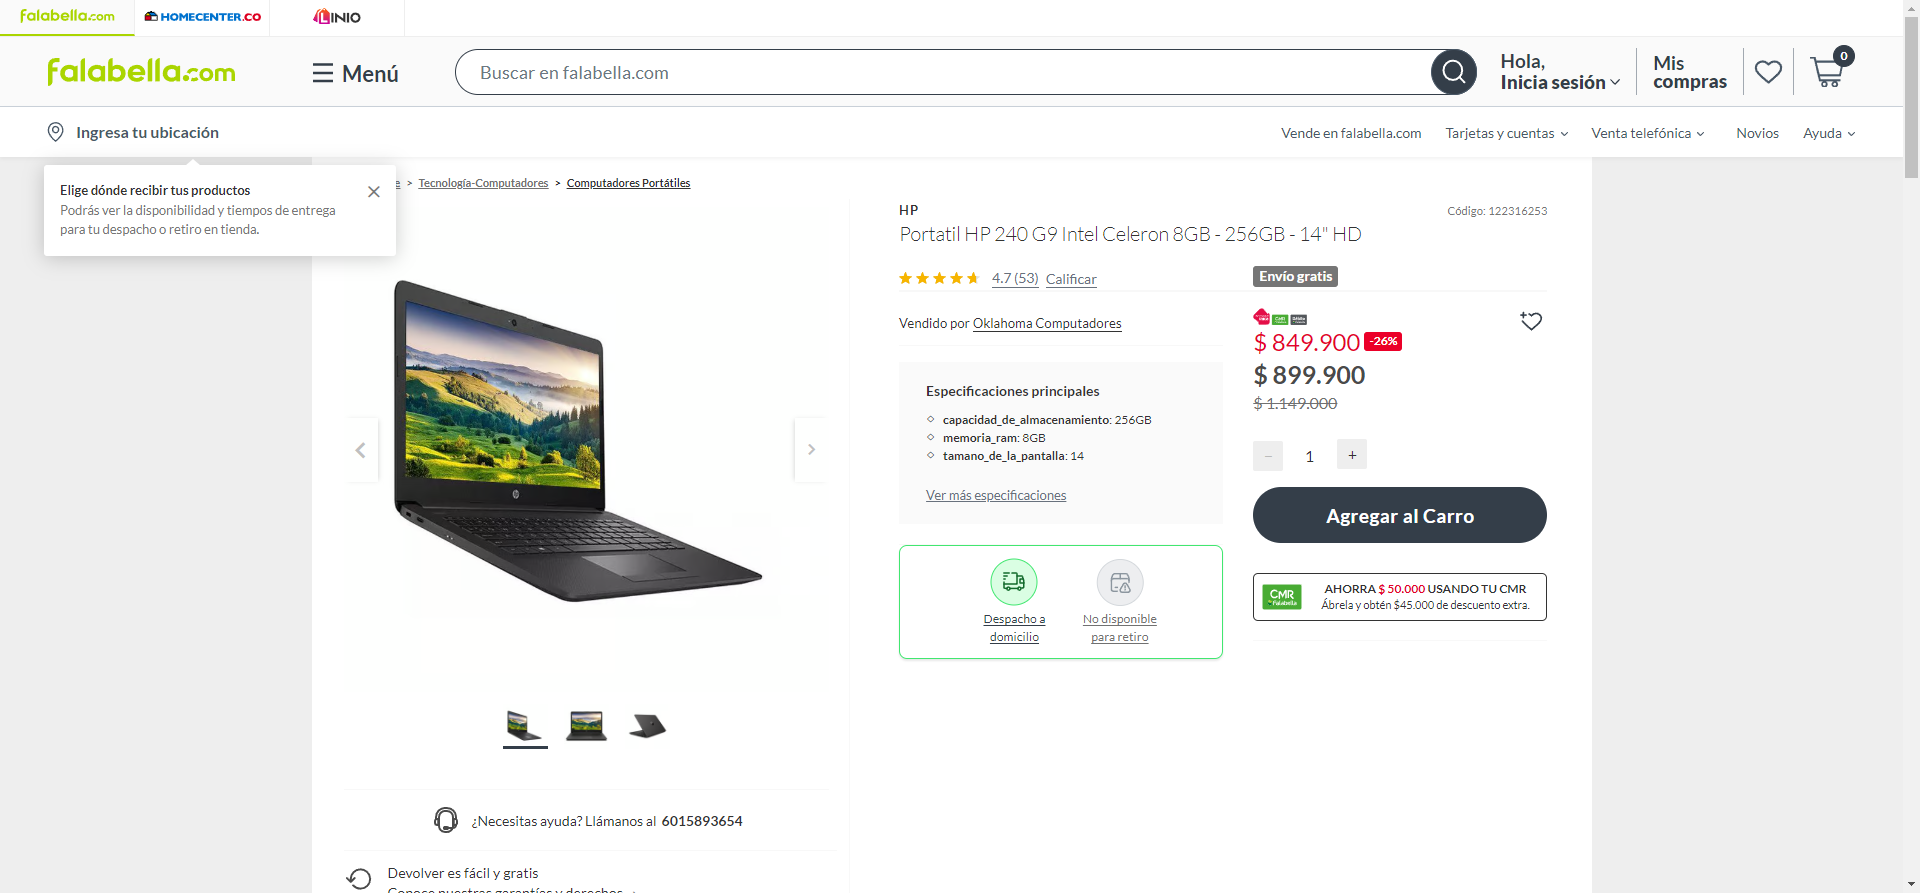 falabella.com
HOMECENTER.CO
LINIO
falabella.com
Menú
Buscar en falabella.com
Hola,
Inicia sesión
Mis
compras
0
Ingresa tu ubicación
Vende en falabella.com
Tarjetas y cuentas
Venta telefónica
Novios
Ayuda
Elige dónde recibir tus productos
Podrás ver la disponibilidad y tiempos de entrega
para tu despacho o retiro en tienda.
e > Tecnología-Computadores > Computadores Portátiles
HP
Código: 122316253
Portatil HP 240 G9 Intel Celeron 8GB - 256GB - 14" HD
4.7 (53) Calificar
Envío gratis
Vendido por Oklahoma Computadores
$ 849.900 -26%
$ 899.900
$ 1.149.000
Especificaciones principales
capacidad_de_almacenamiento: 256GB
memoria_ram: 8GB
tamano_de_la_pantalla: 14
Ver más especificaciones
− 1 +
Agregar al Carro
Despacho a
domicilio
No disponible
para retiro
CMR
Falabella
AHORRA $ 50.000 USANDO TU CMR
Ábrela y obtén $45.000 de descuento extra.
¿Necesitas ayuda? Llámanos al 6015893654
Devolver es fácil y gratis
Conoce nuestras garantías y derechos